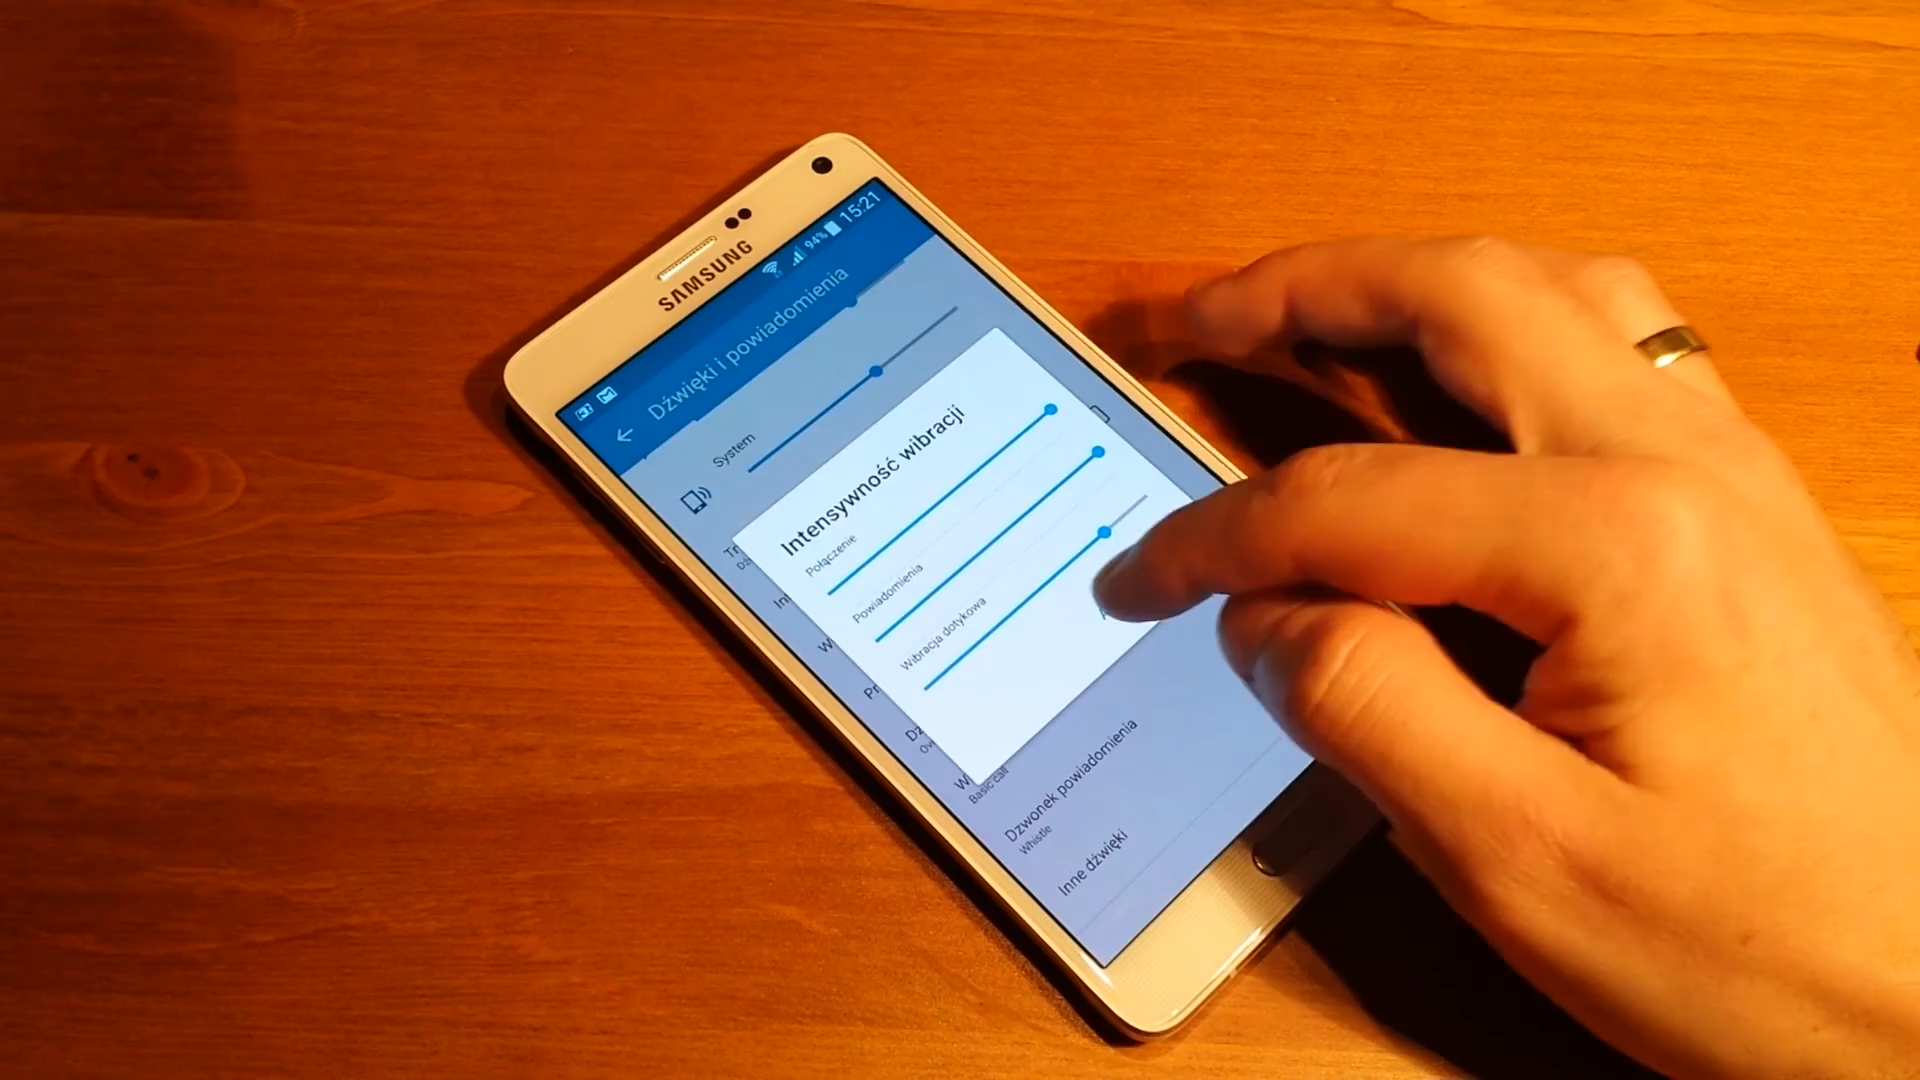 SAMSUNG
94% 15:21
Dźwięki i powiadomienia
System
Intensywność wibracji
Połączenie
Powiadomienia
Wibracja dotykowa
Basic call
Dzwonek powiadomienia
Whistle
Inne dźwięki